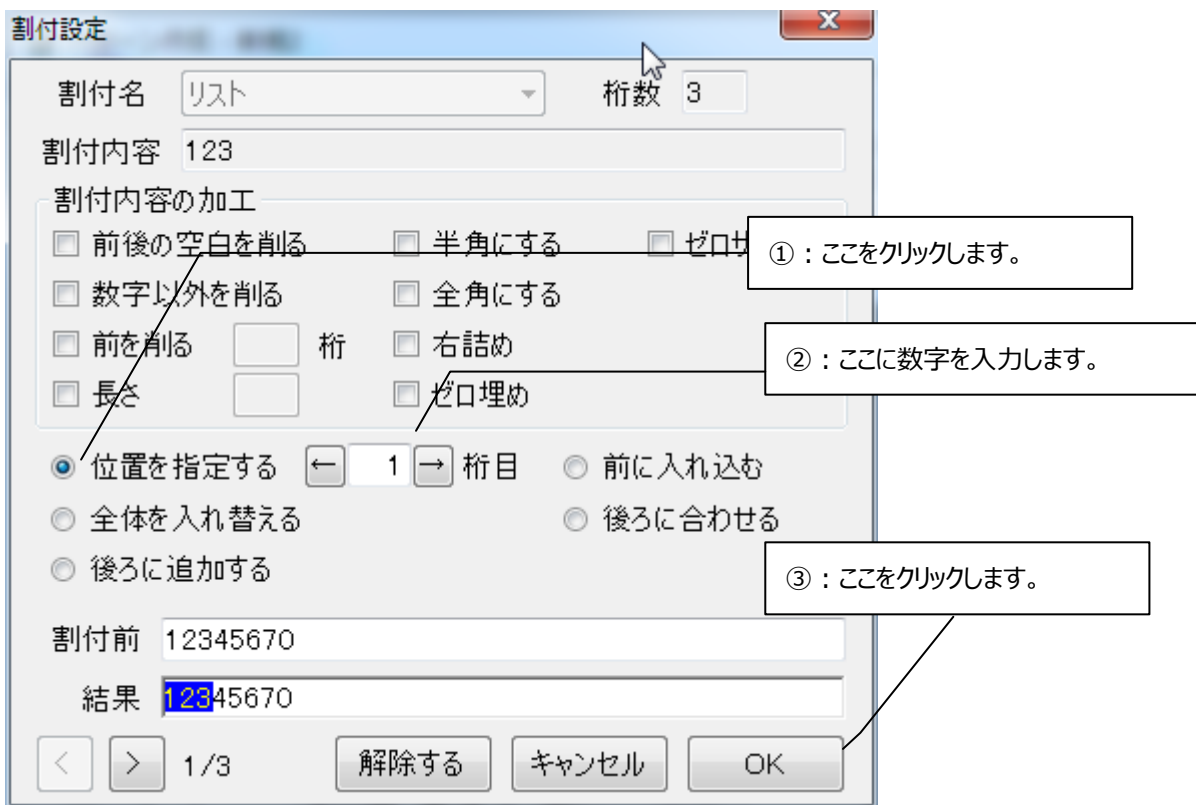 割付設定
割付名 リスト 桁数 3
割付内容 123
割付内容の加工
前後の空白を削る 半角にする ゼロサ
①：ここをクリックします。
数字以外を削る 全角にする
前を削る 桁 右詰め
②：ここに数字を入力します。
長さ ゼロ埋め
位置を指定する ← 1 → 桁目 前に入れ込む
全体を入れ替える 後ろに合わせる
後ろに追加する
③：ここをクリックします。
割付前 12345670
結果 12345670
< > 1/3 解除する キャンセル OK